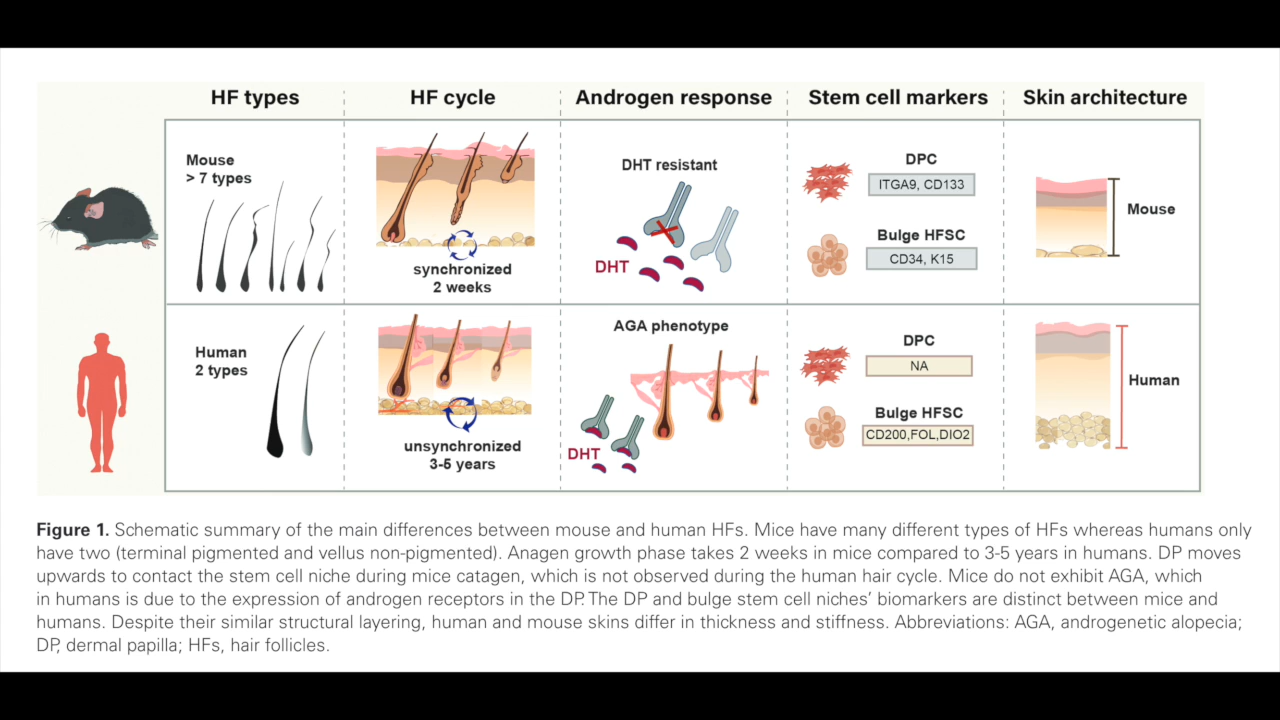 HF types
HF cycle
Androgen response
Stem cell markers
Skin architecture
Mouse
> 7 types
synchronized
2 weeks
DHT resistant
DHT
DPC
ITGA9, CD133
Bulge HFSC
CD34, K15
Mouse
Human
2 types
unsynchronized
3-5 years
AGA phenotype
DHT
DPC
NA
Bulge HFSC
CD200,FOL,DIO2
Human
Figure 1. Schematic summary of the main differences between mouse and human HFs. Mice have many different types of HFs whereas humans only
have two (terminal pigmented and vellus non-pigmented). Anagen growth phase takes 2 weeks in mice compared to 3-5 years in humans. DP moves
upwards to contact the stem cell niche during mice catagen, which is not observed during the human hair cycle. Mice do not exhibit AGA, which
in humans is due to the expression of androgen receptors in the DP. The DP and bulge stem cell niches' biomarkers are distinct between mice and
humans. Despite their similar structural layering, human and mouse skins differ in thickness and stiffness. Abbreviations: AGA, androgenetic alopecia;
DP, dermal papilla; HFs, hair follicles.